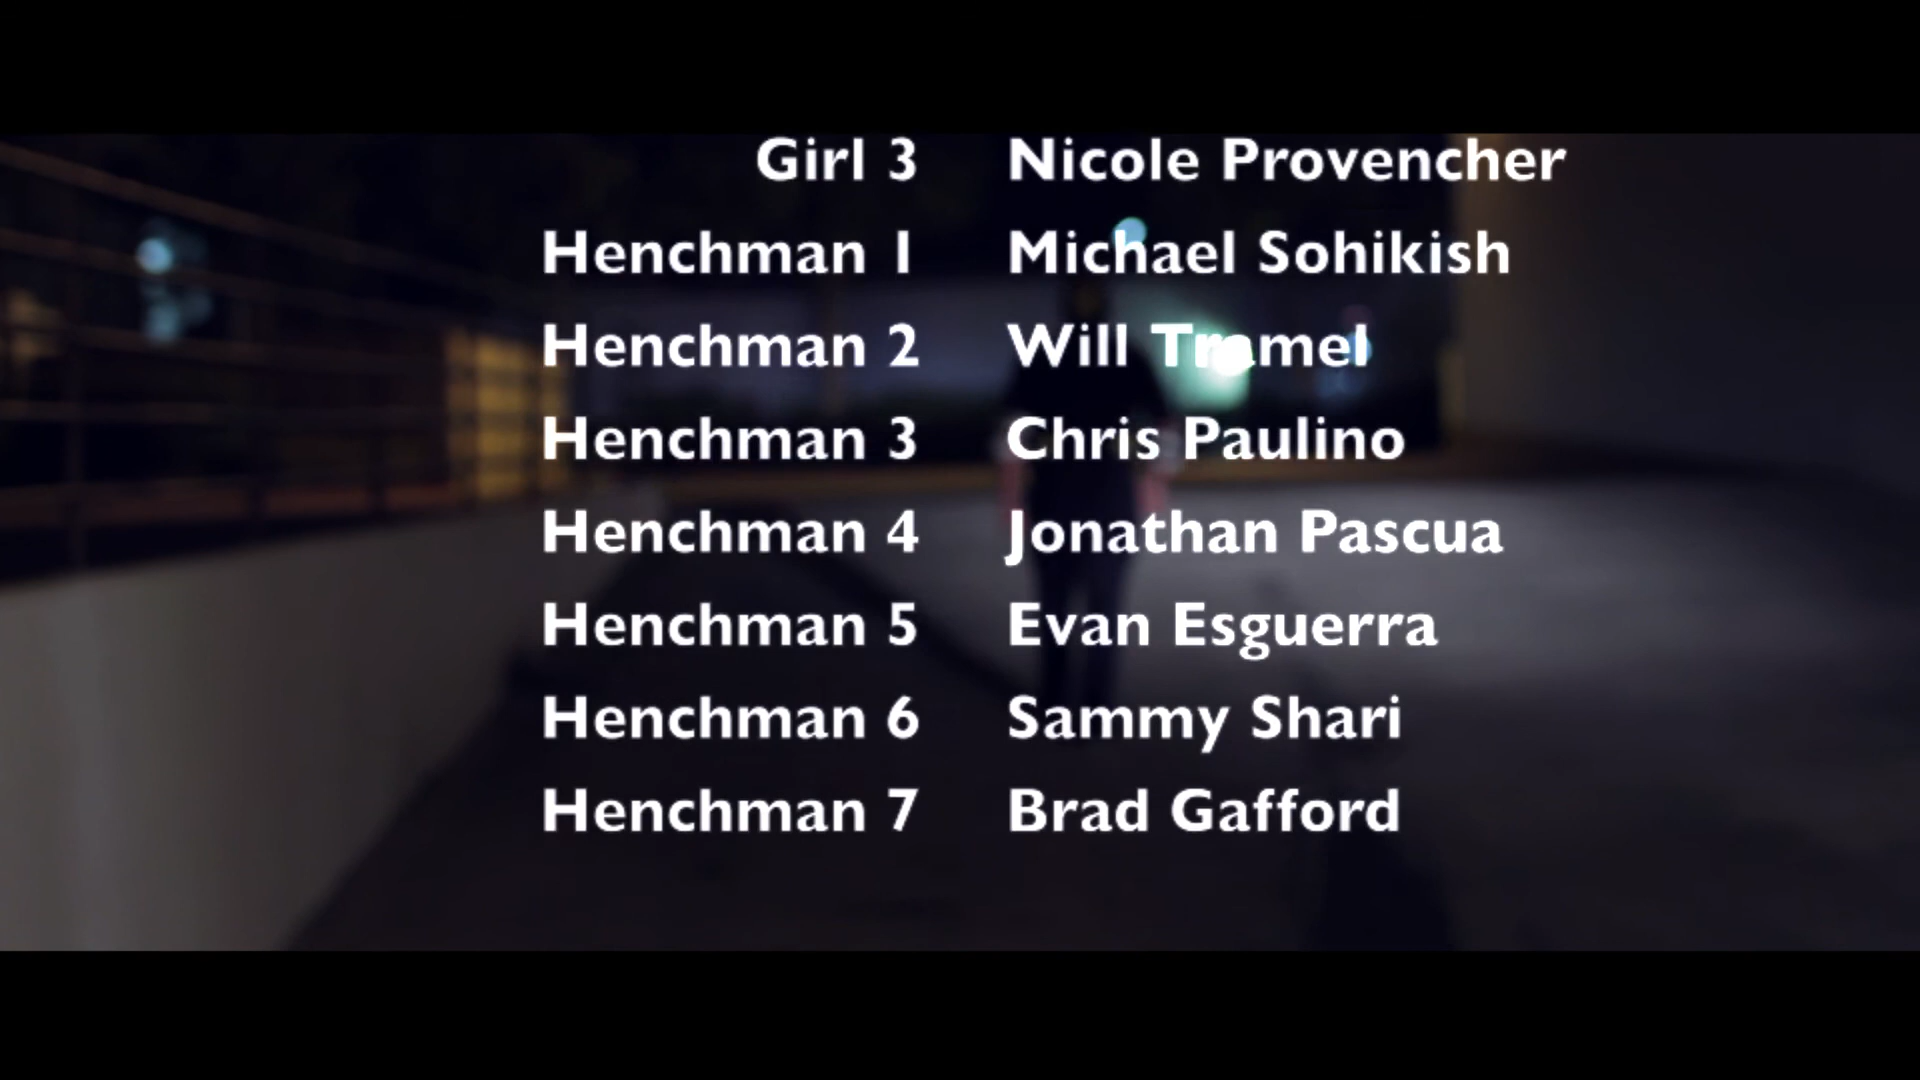 Girl 3 Nicole Provencher
Henchman 1 Michael Sohikish
Henchman 2 Will Tramel
Henchman 3 Chris Paulino
Henchman 4 Jonathan Pascua
Henchman 5 Evan Esguerra
Henchman 6 Sammy Shari
Henchman 7 Brad Gafford